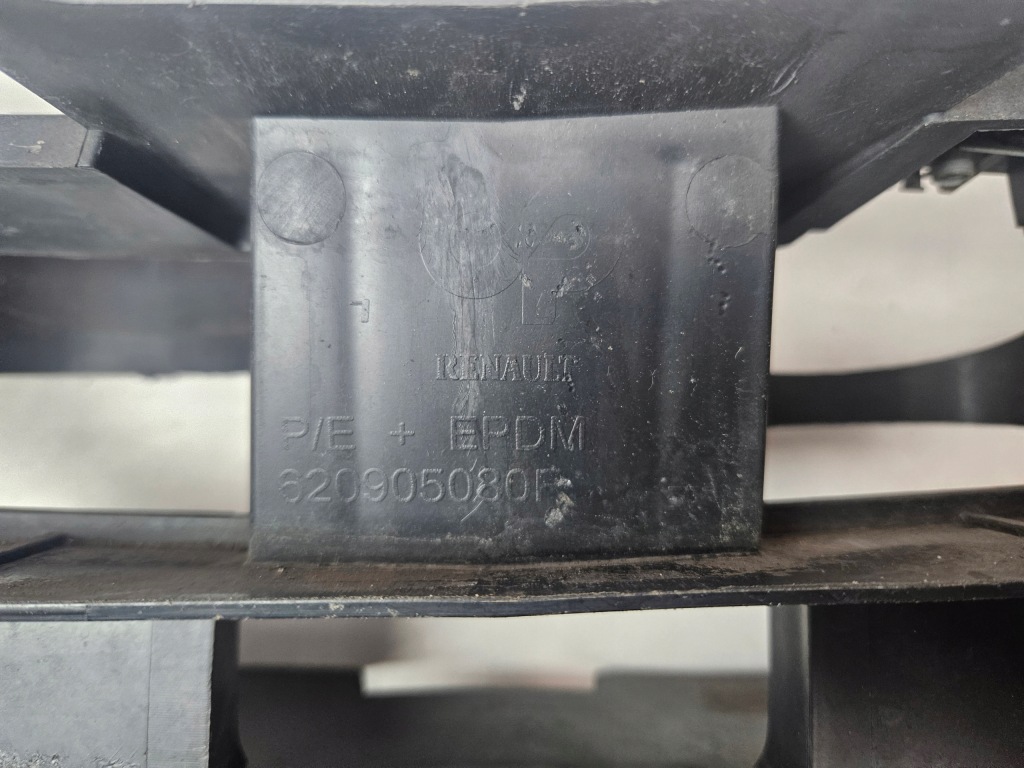 RENAULT
P/E + EPDM
620905080R